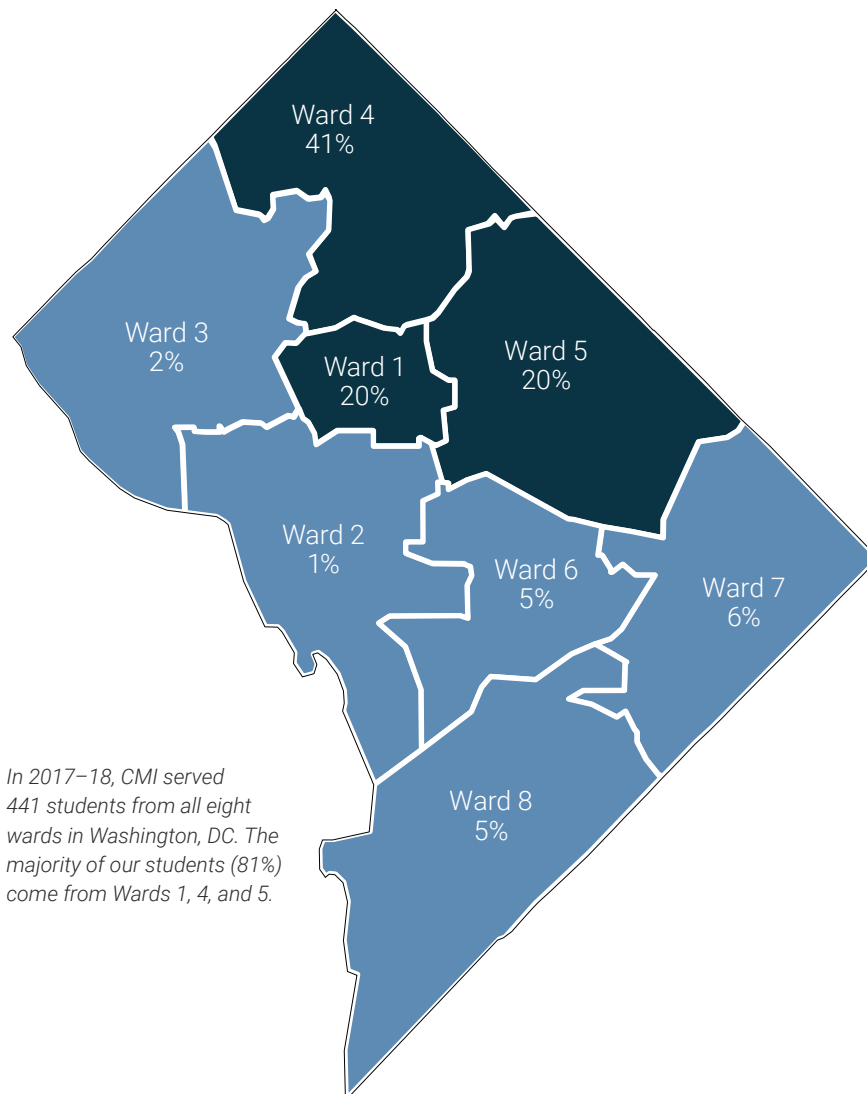 Ward 4
41%
Ward 3
2%
Ward 1
20%
Ward 5
20%
Ward 2
1%
Ward 6
5%
Ward 7
6%
Ward 8
5%
In 2017–18, CMI served
441 students from all eight
wards in Washington, DC. The
majority of our students (81%)
come from Wards 1, 4, and 5.